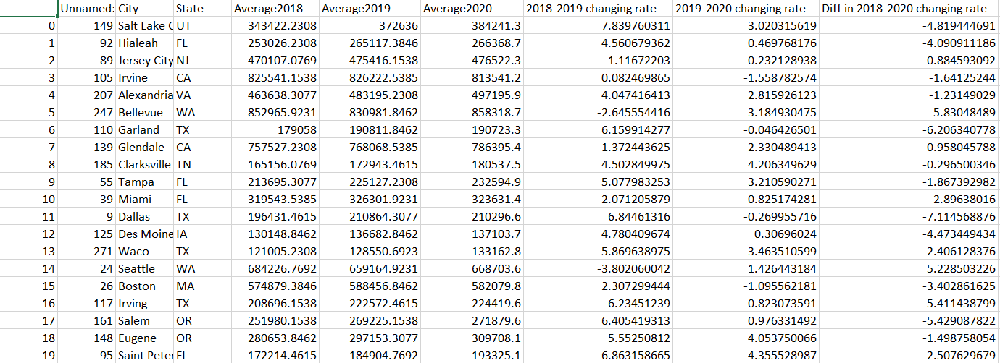 Unnamed: City State Average2018 Average2019 Average2020 2018-2019 changing rate 2019-2020 changing rate Diff in 2018-2020 changing rate
0 149 Salt Lake C UT 343422.2308 372636 384241.3 7.839760311 3.020315619 -4.819444691
1 92 Hialeah FL 253026.2308 265117.3846 266368.7 4.560679362 0.469768176 -4.090911186
2 89 Jersey City NJ 470107.0769 475416.1538 476522.3 1.11672203 0.232128938 -0.884593092
3 105 Irvine CA 825541.1538 826222.5385 813541.2 0.082469865 -1.558782574 -1.64125244
4 207 Alexandria VA 463638.3077 483195.2308 497195.9 4.047416413 2.815926123 -1.23149029
5 247 Bellevue WA 852965.9231 830981.8462 858318.7 -2.645554416 3.184930475 5.83048489
6 110 Garland TX 179058 190811.8462 190723.3 6.159914277 -0.046426501 -6.206340778
7 139 Glendale CA 757527.2308 768068.5385 786395.4 1.372443625 2.330489413 0.958045788
8 185 Clarksville TN 165156.0769 172943.4615 180537.5 4.502849975 4.206349629 -0.296500346
9 55 Tampa FL 213695.3077 225127.2308 232594.9 5.077983253 3.210590271 -1.867392982
10 39 Miami FL 319543.5385 326301.9231 323631.4 2.071205879 -0.825174281 -2.89638016
11 9 Dallas TX 196431.4615 210864.3077 210296.6 6.84461316 -0.269955716 -7.114568876
12 125 Des Moine IA 130148.8462 136682.8462 137103.7 4.780409674 0.30696024 -4.473449434
13 271 Waco TX 121005.2308 128550.6923 133162.8 5.869638975 3.463510599 -2.406128376
14 24 Seattle WA 684226.7692 659164.9231 668703.6 -3.802060042 1.426443184 5.228503226
15 26 Boston MA 574879.3846 588456.8462 582079.8 2.307299444 -1.095562181 -3.402861625
16 117 Irving TX 208696.1538 222572.4615 224419.6 6.23451239 0.823073591 -5.411438799
17 161 Salem OR 251980.1538 269225.1538 271879.6 6.405419313 0.976331492 -5.429087822
18 148 Eugene OR 280653.8462 297153.3077 309708.1 5.55250812 4.053750066 -1.498758054
19 95 Saint Peter FL 172214.4615 184904.7692 193325.1 6.863158665 4.355528987 -2.507629679